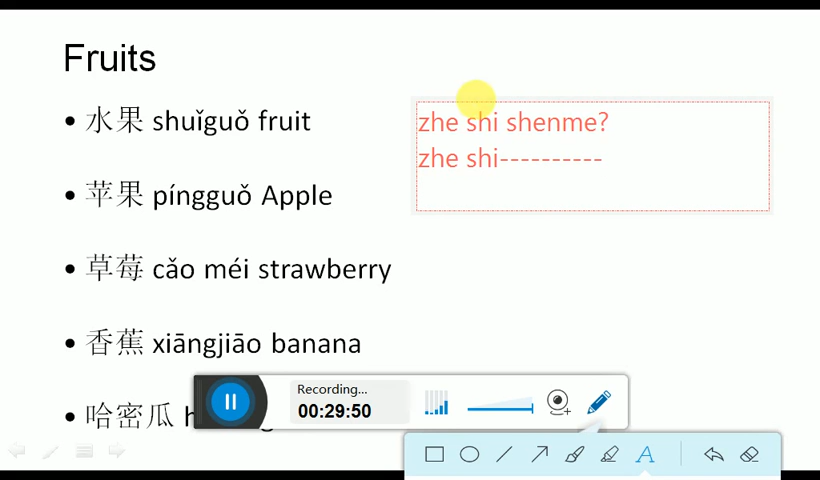 Fruits
• 水果 shuǐguǒ fruit
zhe shi shenme?
zhe shi----------
• 苹果 píngguǒ Apple
• 草莓 cǎo méi strawberry
• 香蕉 xiāngjiāo banana
• 哈密瓜
Recording...
00:29:50
A